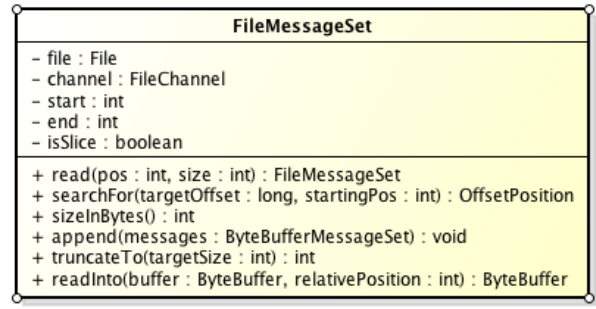 FileMessageSet
- file : File
- channel : FileChannel
- start : int
- end : int
- isSlice : boolean
+ read(pos : int, size : int) : FileMessageSet
+ searchFor(targetOffset : long, startingPos : int) : OffsetPosition
+ sizeInBytes() : int
+ append(messages : ByteBufferMessageSet) : void
+ truncateTo(targetSize : int) : int
+ readInto(buffer : ByteBuffer, relativePosition : int) : ByteBuffer